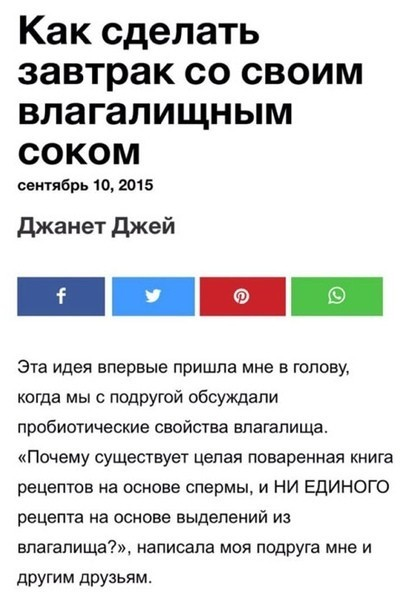 Как сделать
завтрак со своим
влагалищным
соком
сентябрь 10, 2015
Джанет Джей
Эта идея впервые пришла мне в голову,
когда мы с подругой обсуждали
пробиотические свойства влагалища.
«Почему существует целая поваренная книга
рецептов на основе спермы, и НИ ЕДИНОГО
рецепта на основе выделений из
влагалища?», написала моя подруга мне и
другим друзьям.